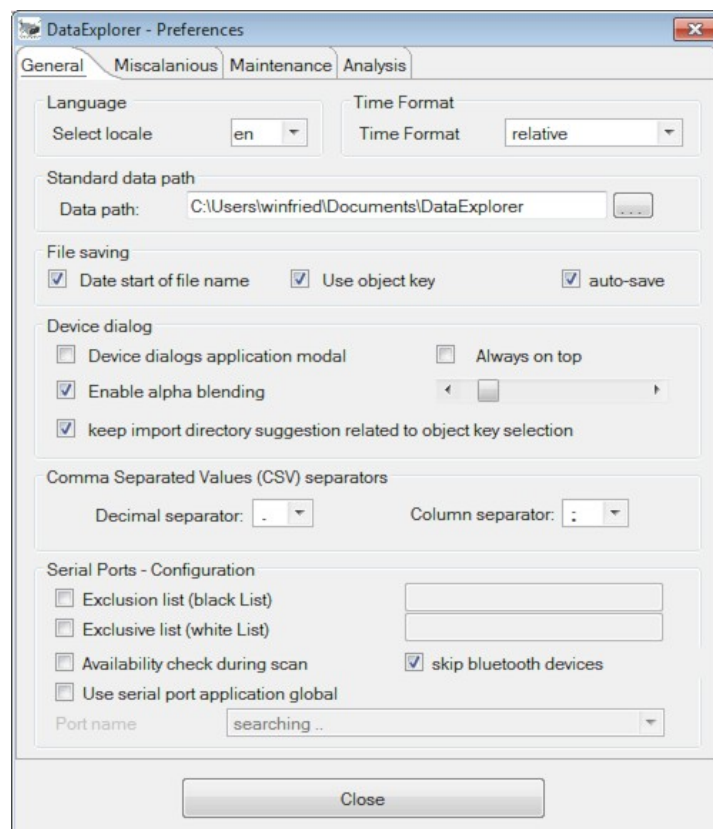 DataExplorer - Preferences
General Miscalanious Maintenance Analysis
Language Time Format
Select locale en Time Format relative
Standard data path
Data path: C:\Users\winfried\Documents\DataExplorer ...
File saving
Date start of file name Use object key auto-save
Device dialog
Device dialogs application modal Always on top
Enable alpha blending
keep import directory suggestion related to object key selection
Comma Separated Values (CSV) separators
Decimal separator: . Column separator: ;
Serial Ports - Configuration
Exclusion list (black List)
Exclusive list (white List)
Availability check during scan skip bluetooth devices
Use serial port application global
Port name searching ..
Close